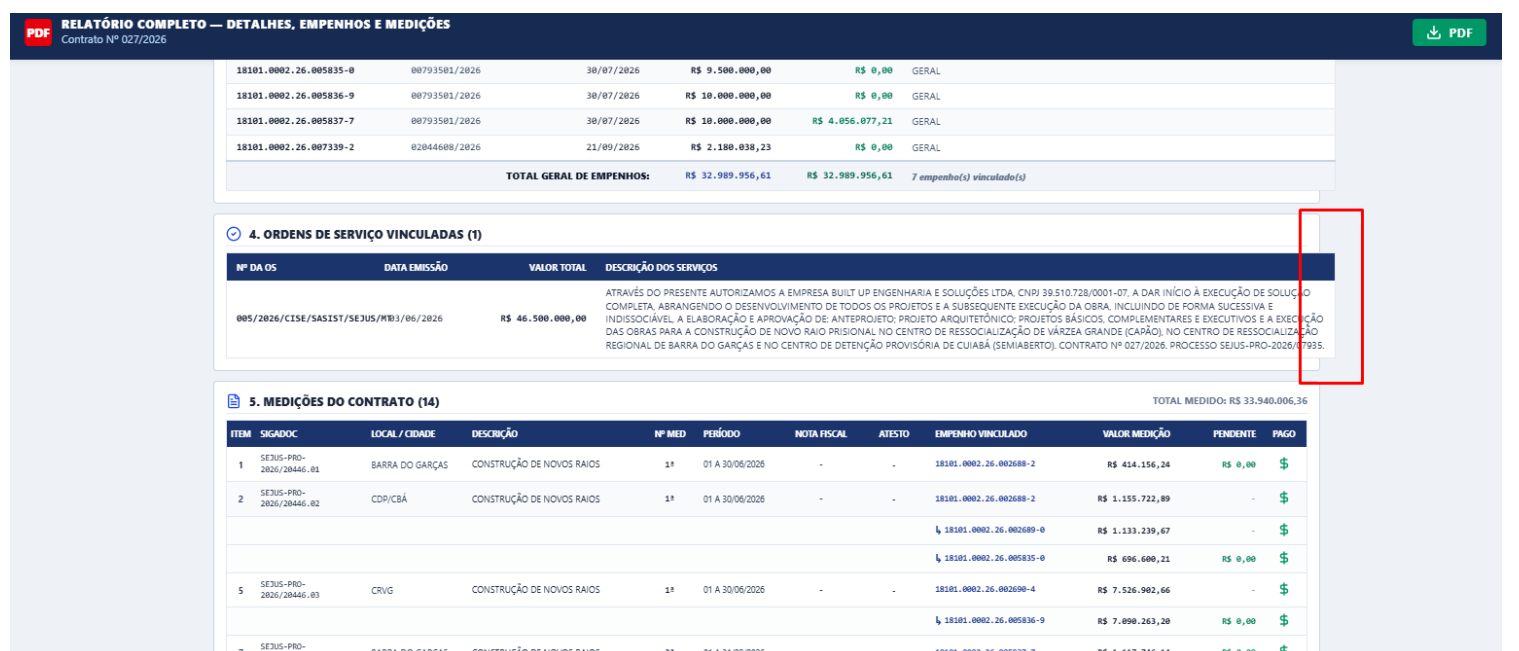 PDF
RELATÓRIO COMPLETO — DETALHES, EMPENHOS E MEDIÇÕES
Contrato Nº 027/2026
PDF
18101.0002.26.005835-0 00793501/2026 30/07/2026 R$ 9.500.000,00 R$ 0,00 GERAL
18101.0002.26.005836-9 00793501/2026 30/07/2026 R$ 10.000.000,00 R$ 0,00 GERAL
18101.0002.26.005837-7 00793501/2026 30/07/2026 R$ 10.000.000,00 R$ 4.056.077,21 GERAL
18101.0002.26.007339-2 02044608/2026 21/09/2026 R$ 2.180.038,23 R$ 0,00 GERAL
TOTAL GERAL DE EMPENHOS: R$ 32.989.956,61 R$ 32.989.956,61 7 empenho(s) vinculado(s)
4. ORDENS DE SERVIÇO VINCULADAS (1)
Nº DA OS DATA EMISSÃO VALOR TOTAL DESCRIÇÃO DOS SERVIÇOS
ATRAVÉS DO PRESENTE AUTORIZAMOS A EMPRESA BUILT UP ENGENHARIA E SOLUÇÕES LTDA, CNPJ 39.510.728/0001-07, A DAR INÍCIO À EXECUÇÃO DE SOLUÇÃO
COMPLETA, ABRANGENDO O DESENVOLVIMENTO DE TODOS OS PROJETOS E A SUBSEQUENTE EXECUÇÃO DA OBRA, INCLUINDO DE FORMA SUCESSIVA E
005/2026/CISE/SASIST/SEJUS/MT 03/06/2026 R$ 46.500.000,00 INDISSOCIÁVEL, A ELABORAÇÃO E APROVAÇÃO DE: ANTEPROJETO; PROJETO ARQUITETÔNICO; PROJETOS BÁSICOS, COMPLEMENTARES E EXECUTIVOS E A EXECUÇÃO
DAS OBRAS PARA A CONSTRUÇÃO DE NOVO RAIO PRISIONAL NO CENTRO DE RESSOCIALIZAÇÃO DE VÁRZEA GRANDE (CAPÃO), NO CENTRO DE RESSOCIALIZAÇÃO
REGIONAL DE BARRA DO GARÇAS E NO CENTRO DE DETENÇÃO PROVISÓRIA DE CUIABÁ (SEMIABERTO). CONTRATO Nº 027/2026. PROCESSO SEJUS-PRO-2026/07935.
5. MEDIÇÕES DO CONTRATO (14) TOTAL MEDIDO: R$ 33.940.006,36
ITEM SIGADOC LOCAL / CIDADE DESCRIÇÃO Nº MED PERÍODO NOTA FISCAL ATESTO EMPENHO VINCULADO VALOR MEDIÇÃO PENDENTE PAGO
1 SEJUS-PRO-
2026/20446.01 BARRA DO GARÇAS CONSTRUÇÃO DE NOVOS RAIOS 1ª 01 A 30/06/2026 - - 18101.0002.26.002688-2 R$ 414.156,24 R$ 0,00 $
2 SEJUS-PRO-
2026/20446.02 CDP/CBÁ CONSTRUÇÃO DE NOVOS RAIOS 1ª 01 A 30/06/2026 - - 18101.0002.26.002688-2 R$ 1.155.722,89 - $
↳ 18101.0002.26.002689-0 R$ 1.133.239,67 - $
↳ 18101.0002.26.005835-0 R$ 696.600,21 R$ 0,00 $
5 SEJUS-PRO-
2026/20446.03 CRVG CONSTRUÇÃO DE NOVOS RAIOS 1ª 01 A 30/06/2026 - - 18101.0002.26.002690-4 R$ 7.526.902,66 - $
↳ 18101.0002.26.005836-9 R$ 7.090.263,20 R$ 0,00 $
SEJUS-PRO-